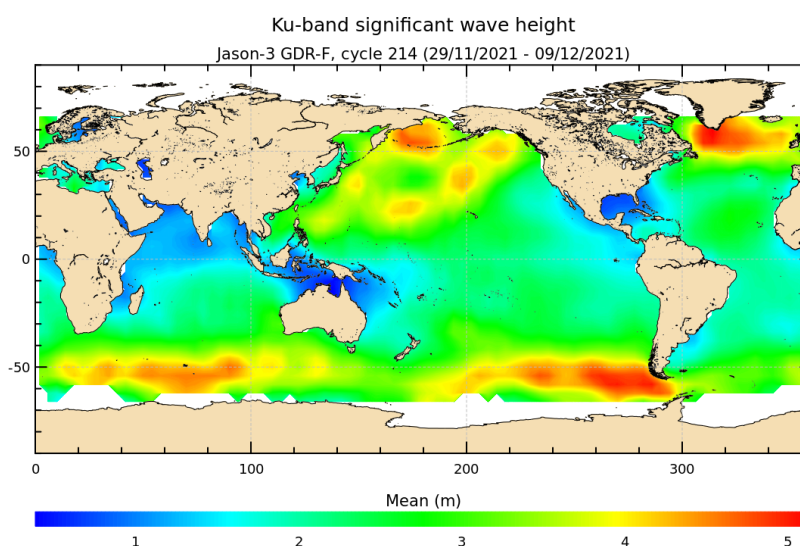 Ku-band significant wave height
Jason-3 GDR-F, cycle 214 (29/11/2021 - 09/12/2021)
50
0
-50
0 100 200 300
Mean (m)
1 2 3 4 5